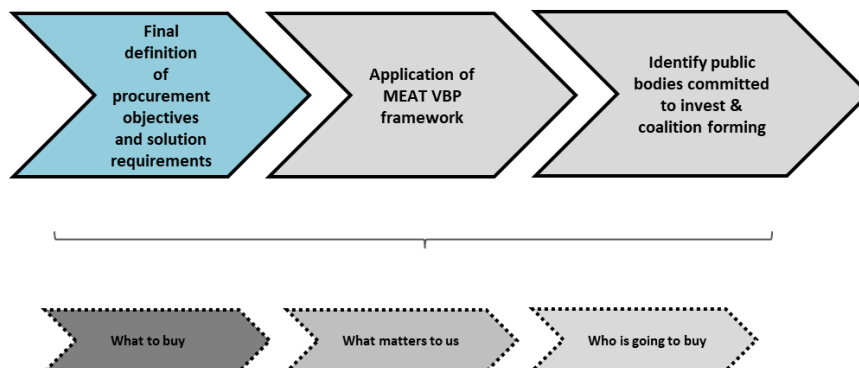 Final
definition
of
procurement
objectives
and solution
requirements
Application of
MEAT VBP
framework
Identify public
bodies committed
to invest &
coalition forming
What to buy
What matters to us
Who is going to buy